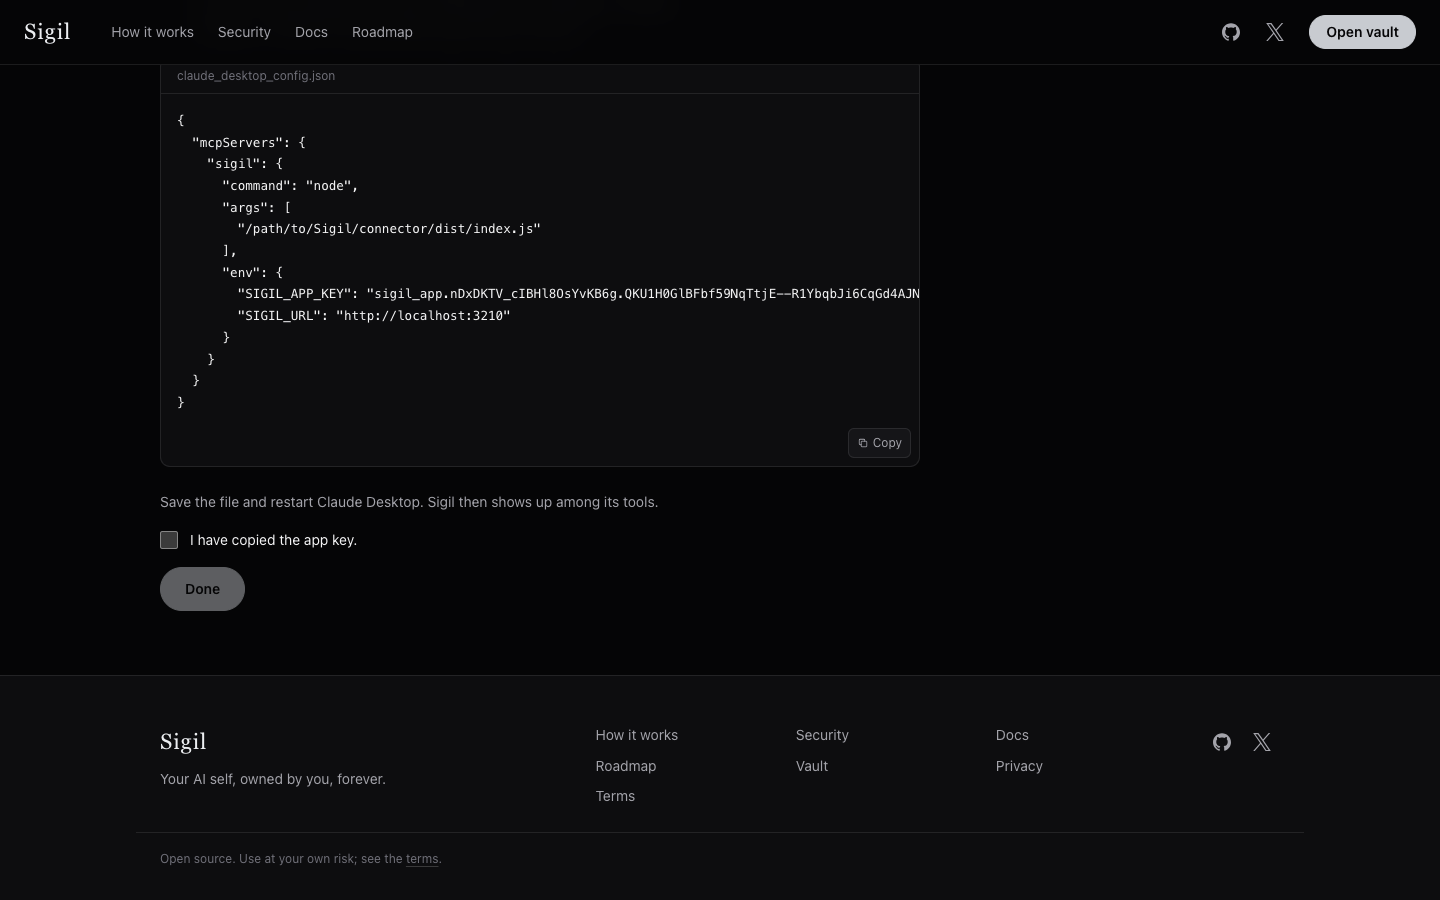 Sigil
How it works
Security
Docs
Roadmap
Open vault
claude_desktop_config.json
{
  "mcpServers": {
    "sigil": {
      "command": "node",
      "args": [
        "/path/to/Sigil/connector/dist/index.js"
      ],
      "env": {
        "SIGIL_APP_KEY": "sigil_app.nDxDKTV_cIBHl8OsYvKB6g.QKU1H0GlBFbf59NqTtjE--R1YbqbJi6CqGd4AJN
        "SIGIL_URL": "http://localhost:3210"
      }
    }
  }
}
Copy
Save the file and restart Claude Desktop. Sigil then shows up among its tools.
I have copied the app key.
Done
Sigil
Your AI self, owned by you, forever.
How it works
Security
Docs
Roadmap
Vault
Privacy
Terms
Open source. Use at your own risk; see the terms.